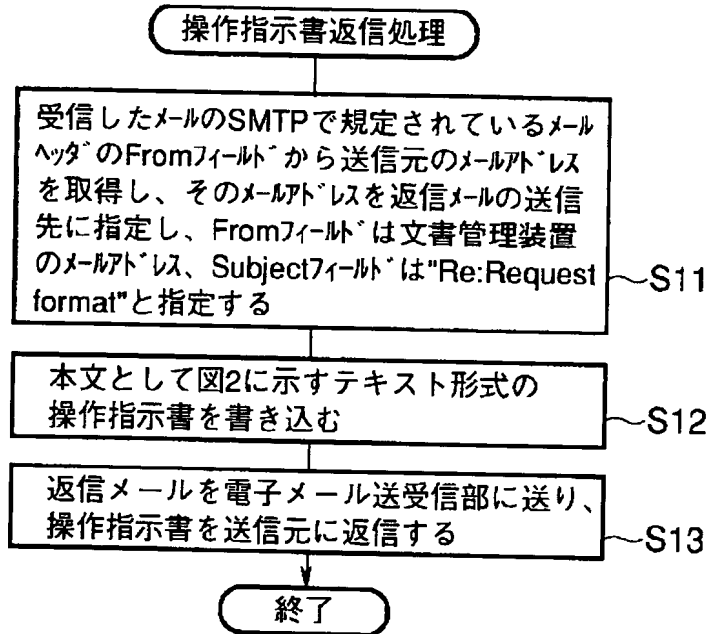 操作指示書返信処理
受信したﾒｰﾙのSMTPで規定されているﾒｰﾙ
ﾍｯﾀﾞのFromﾌｨｰﾙﾄﾞから送信元のﾒｰﾙｱﾄﾞﾚｽ
を取得し、そのﾒｰﾙｱﾄﾞﾚｽを返信ﾒｰﾙの送信
先に指定し、Fromﾌｨｰﾙﾄﾞは文書管理装置
のﾒｰﾙｱﾄﾞﾚｽ、Subjectﾌｨｰﾙﾄﾞは"Re:Request
format"と指定する
S11
本文として図2に示すテキスト形式の
操作指示書を書き込む
S12
返信メールを電子メール送受信部に送り、
操作指示書を送信元に返信する
S13
終了